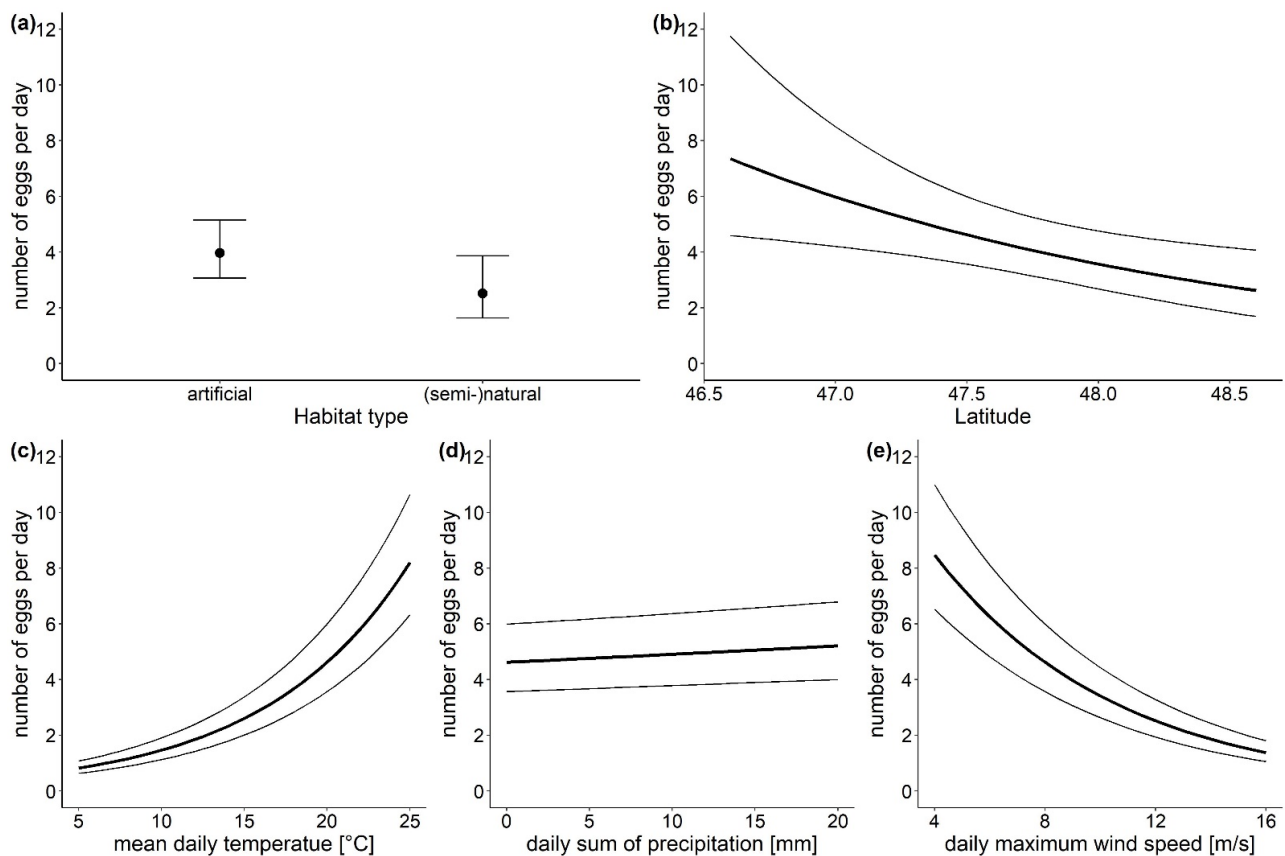 (a)
12
10
8
6
4
2
0
number of eggs per day
artificial
(semi-)natural
Habitat type
(b)
12
10
8
6
4
2
0
number of eggs per day
46.5 47.0 47.5 48.0 48.5
Latitude
(c)
12
10
8
6
4
2
0
number of eggs per day
5 10 15 20 25
mean daily temperatue [°C]
(d)
12
10
8
6
4
2
0
number of eggs per day
0 5 10 15 20
daily sum of precipitation [mm]
(e)
12
10
8
6
4
2
0
number of eggs per day
4 8 12 16
daily maximum wind speed [m/s]